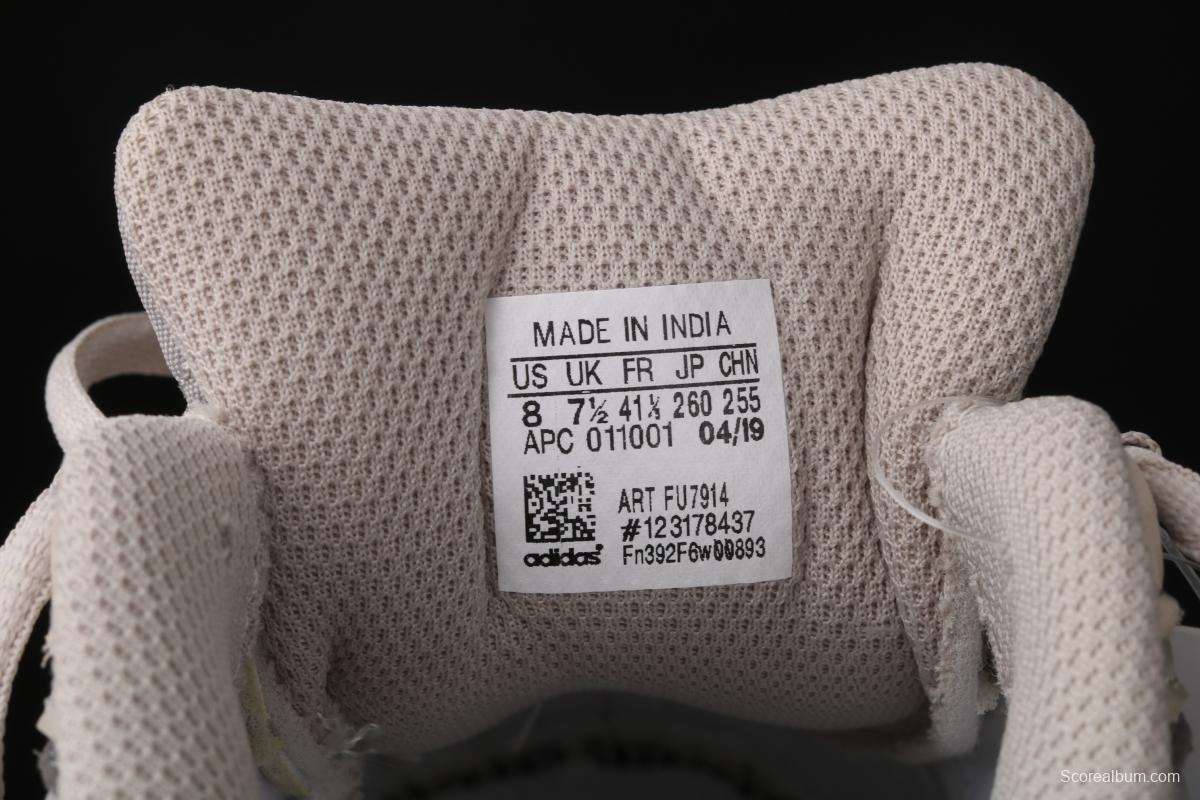 MADE IN INDIA
US UK FR JP CHN
8 7½ 41⅓ 260 255
APC 011001 04/19
ART FU7914
#123178437
adidas Fn392F6w00893
Scorealbum.com